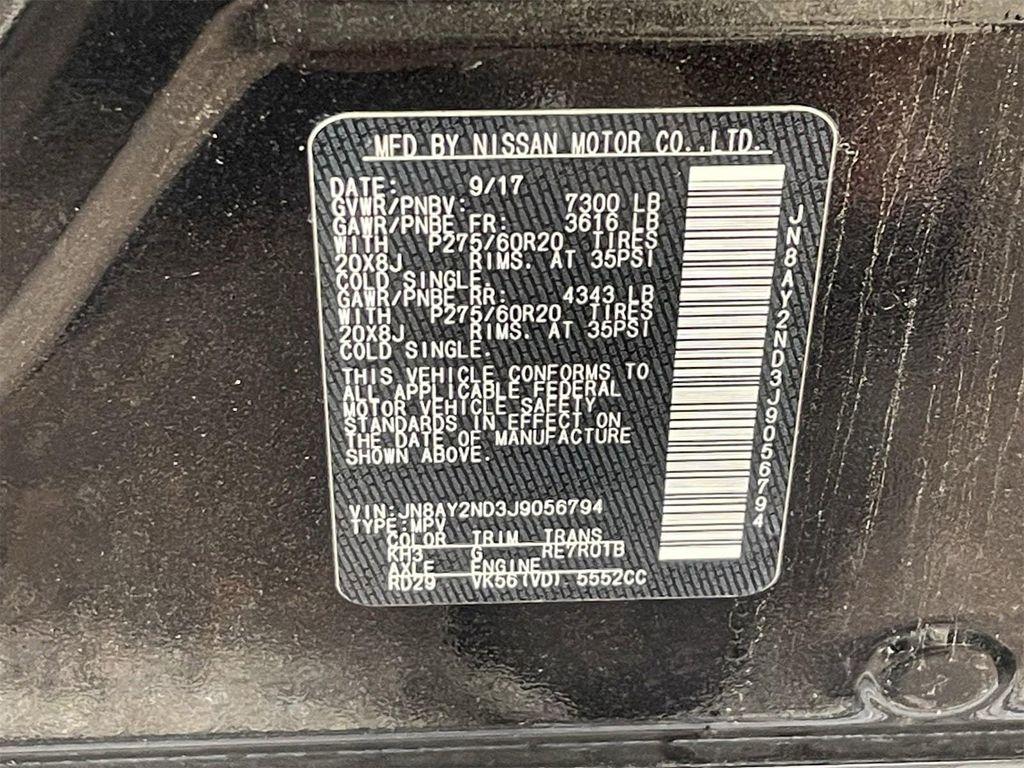 MFD BY NISSAN MOTOR CO.,LTD.
DATE: 9/17
GVWR/PNBV: 7300 LB
GAWR/PNBE FR: 3616 LB
WITH P275/60R20 TIRES
20X8J RIMS. AT 35PSI
COLD SINGLE.
GAWR/PNBE RR: 4343 LB
WITH P275/60R20 TIRES
20X8J RIMS. AT 35PSI
COLD SINGLE.
THIS VEHICLE CONFORMS TO
ALL APPLICABLE FEDERAL
MOTOR VEHICLE SAFETY
STANDARDS IN EFFECT ON
THE DATE OF MANUFACTURE
SHOWN ABOVE.
VIN:JN8AY2ND3J9056794
TYPE:MPV
COLOR TRIM TRANS
KH3 G RE7R01B
AXLE ENGINE
RD29 VK56(VD) 5552CC
JN8AY2ND3J9056794